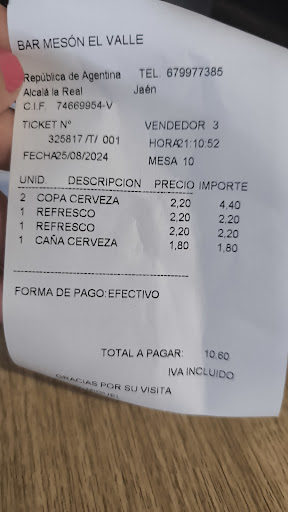 BAR MESÓN EL VALLE
República de Agentina TEL. 679977385
Alcalá la Real Jaén
C.I.F. 74669954-V
TICKET Nº VENDEDOR 3
325817 /T/ 001 HORA21:10:52
FECHA25/08/2024 MESA 10
UNID. DESCRIPCION PRECIO IMPORTE
2 COPA CERVEZA 2,20 4,40
1 REFRESCO 2,20 2,20
1 REFRESCO 2,20 2,20
1 CAÑA CERVEZA 1,80 1,80
FORMA DE PAGO:EFECTIVO
TOTAL A PAGAR: 10,60
IVA INCLUIDO
GRACIAS POR SU VISITA